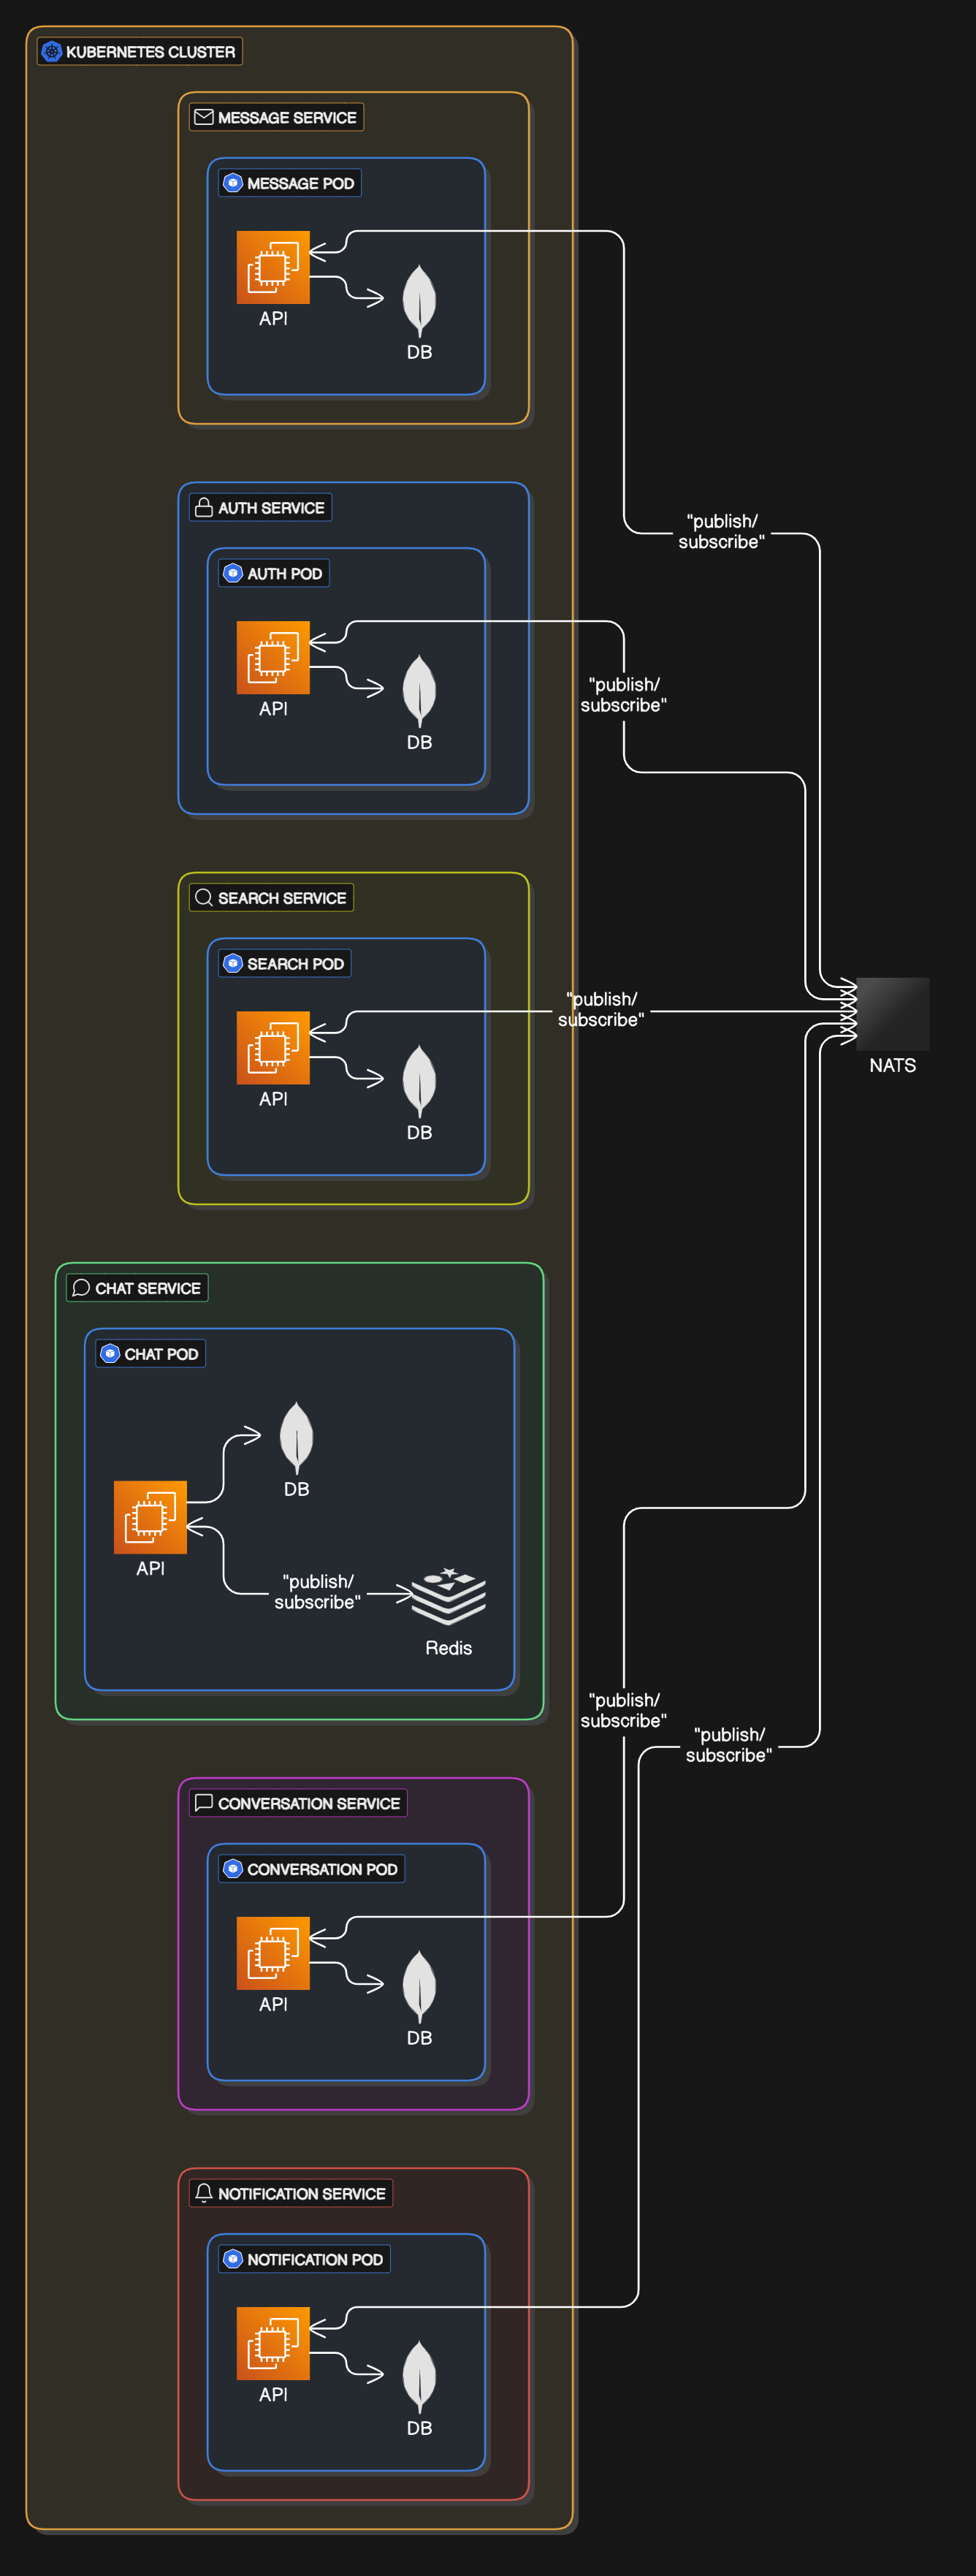 KUBERNETES CLUSTER
MESSAGE SERVICE
MESSAGE POD
API
DB
"publish/
subscribe"
AUTH SERVICE
AUTH POD
API
DB
"publish/
subscribe"
SEARCH SERVICE
SEARCH POD
API
DB
"publish/
subscribe"
NATS
CHAT SERVICE
CHAT POD
DB
API
"publish/
subscribe"
Redis
"publish/
subscribe"
"publish/
subscribe"
CONVERSATION SERVICE
CONVERSATION POD
API
DB
NOTIFICATION SERVICE
NOTIFICATION POD
API
DB